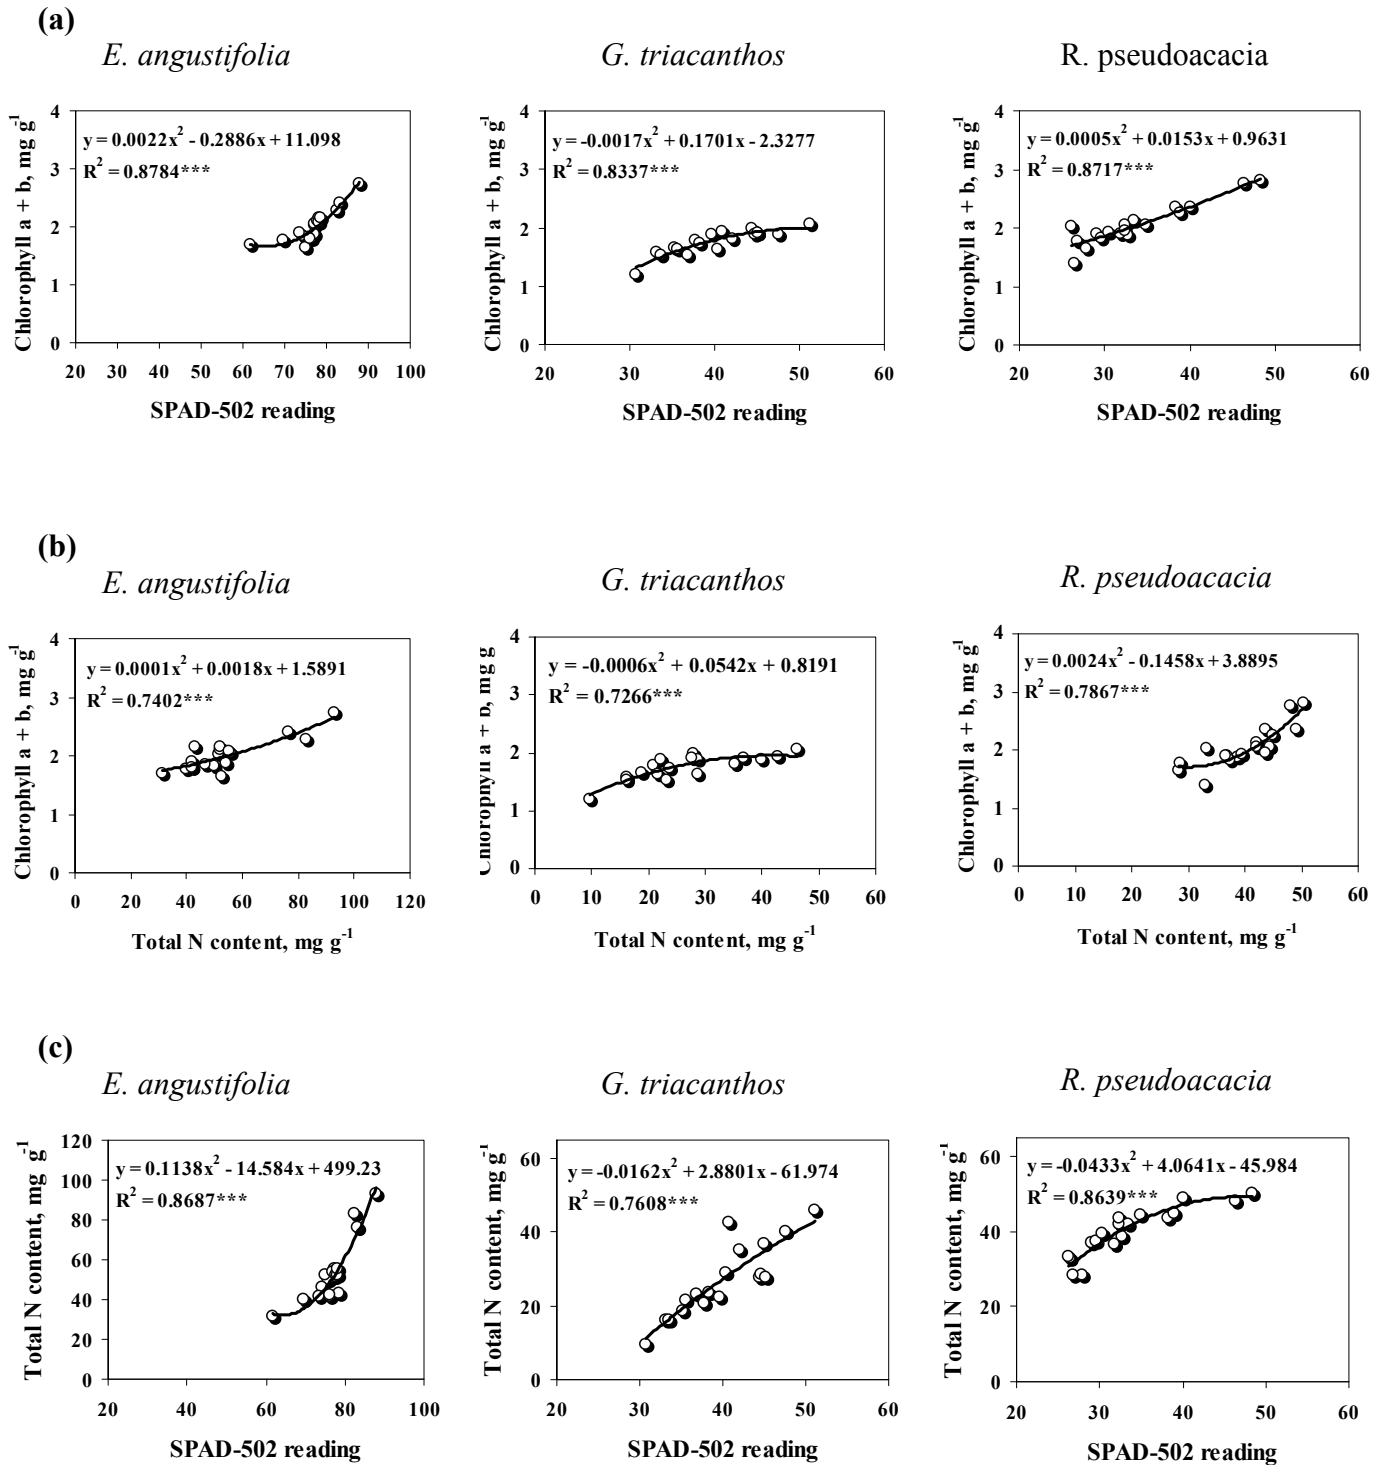 (a)
E. angustifolia
G. triacanthos
R. pseudoacacia
Chlorophyll a + b, mg g-1
4
3
2
1
0
y = 0.0022x2 - 0.2886x + 11.098
R2 = 0.8784***
20 30 40 50 60 70 80 90 100
SPAD-502 reading
Chlorophyll a + b, mg g-1
4
3
2
1
0
y = -0.0017x2 + 0.1701x - 2.3277
R2 = 0.8337***
20 30 40 50 60
SPAD-502 reading
Chlorophyll a + b, mg g-1
4
3
2
1
0
y = 0.0005x2 + 0.0153x + 0.9631
R2 = 0.8717***
20 30 40 50 60
SPAD-502 reading
(b)
E. angustifolia
G. triacanthos
R. pseudoacacia
Chlorophyll a + b, mg g-1
4
3
2
1
0
y = 0.0001x2 + 0.0018x + 1.5891
R2 = 0.7402***
0 20 40 60 80 100 120
Total N content, mg g-1
Chlorophyll a + b, mg g
4
3
2
1
0
y = -0.0006x2 + 0.0542x + 0.8191
R2 = 0.7266***
0 10 20 30 40 50 60
Total N content, mg g-1
Chlorophyll a + b, mg g-1
4
3
2
1
0
y = 0.0024x2 - 0.1458x + 3.8895
R2 = 0.7867***
0 10 20 30 40 50 60
Total N content, mg g-1
(c)
E. angustifolia
G. triacanthos
R. pseudoacacia
Total N content, mg g-1
120
100
80
60
40
20
0
y = 0.1138x2 - 14.584x + 499.23
R2 = 0.8687***
20 40 60 80 100
SPAD-502 reading
Total N content, mg g-1
60
40
20
0
y = -0.0162x2 + 2.8801x - 61.974
R2 = 0.7608***
20 30 40 50 60
SPAD-502 reading
Total N content, mg g-1
60
40
20
0
y = -0.0433x2 + 4.0641x - 45.984
R2 = 0.8639***
20 30 40 50 60
SPAD-502 reading